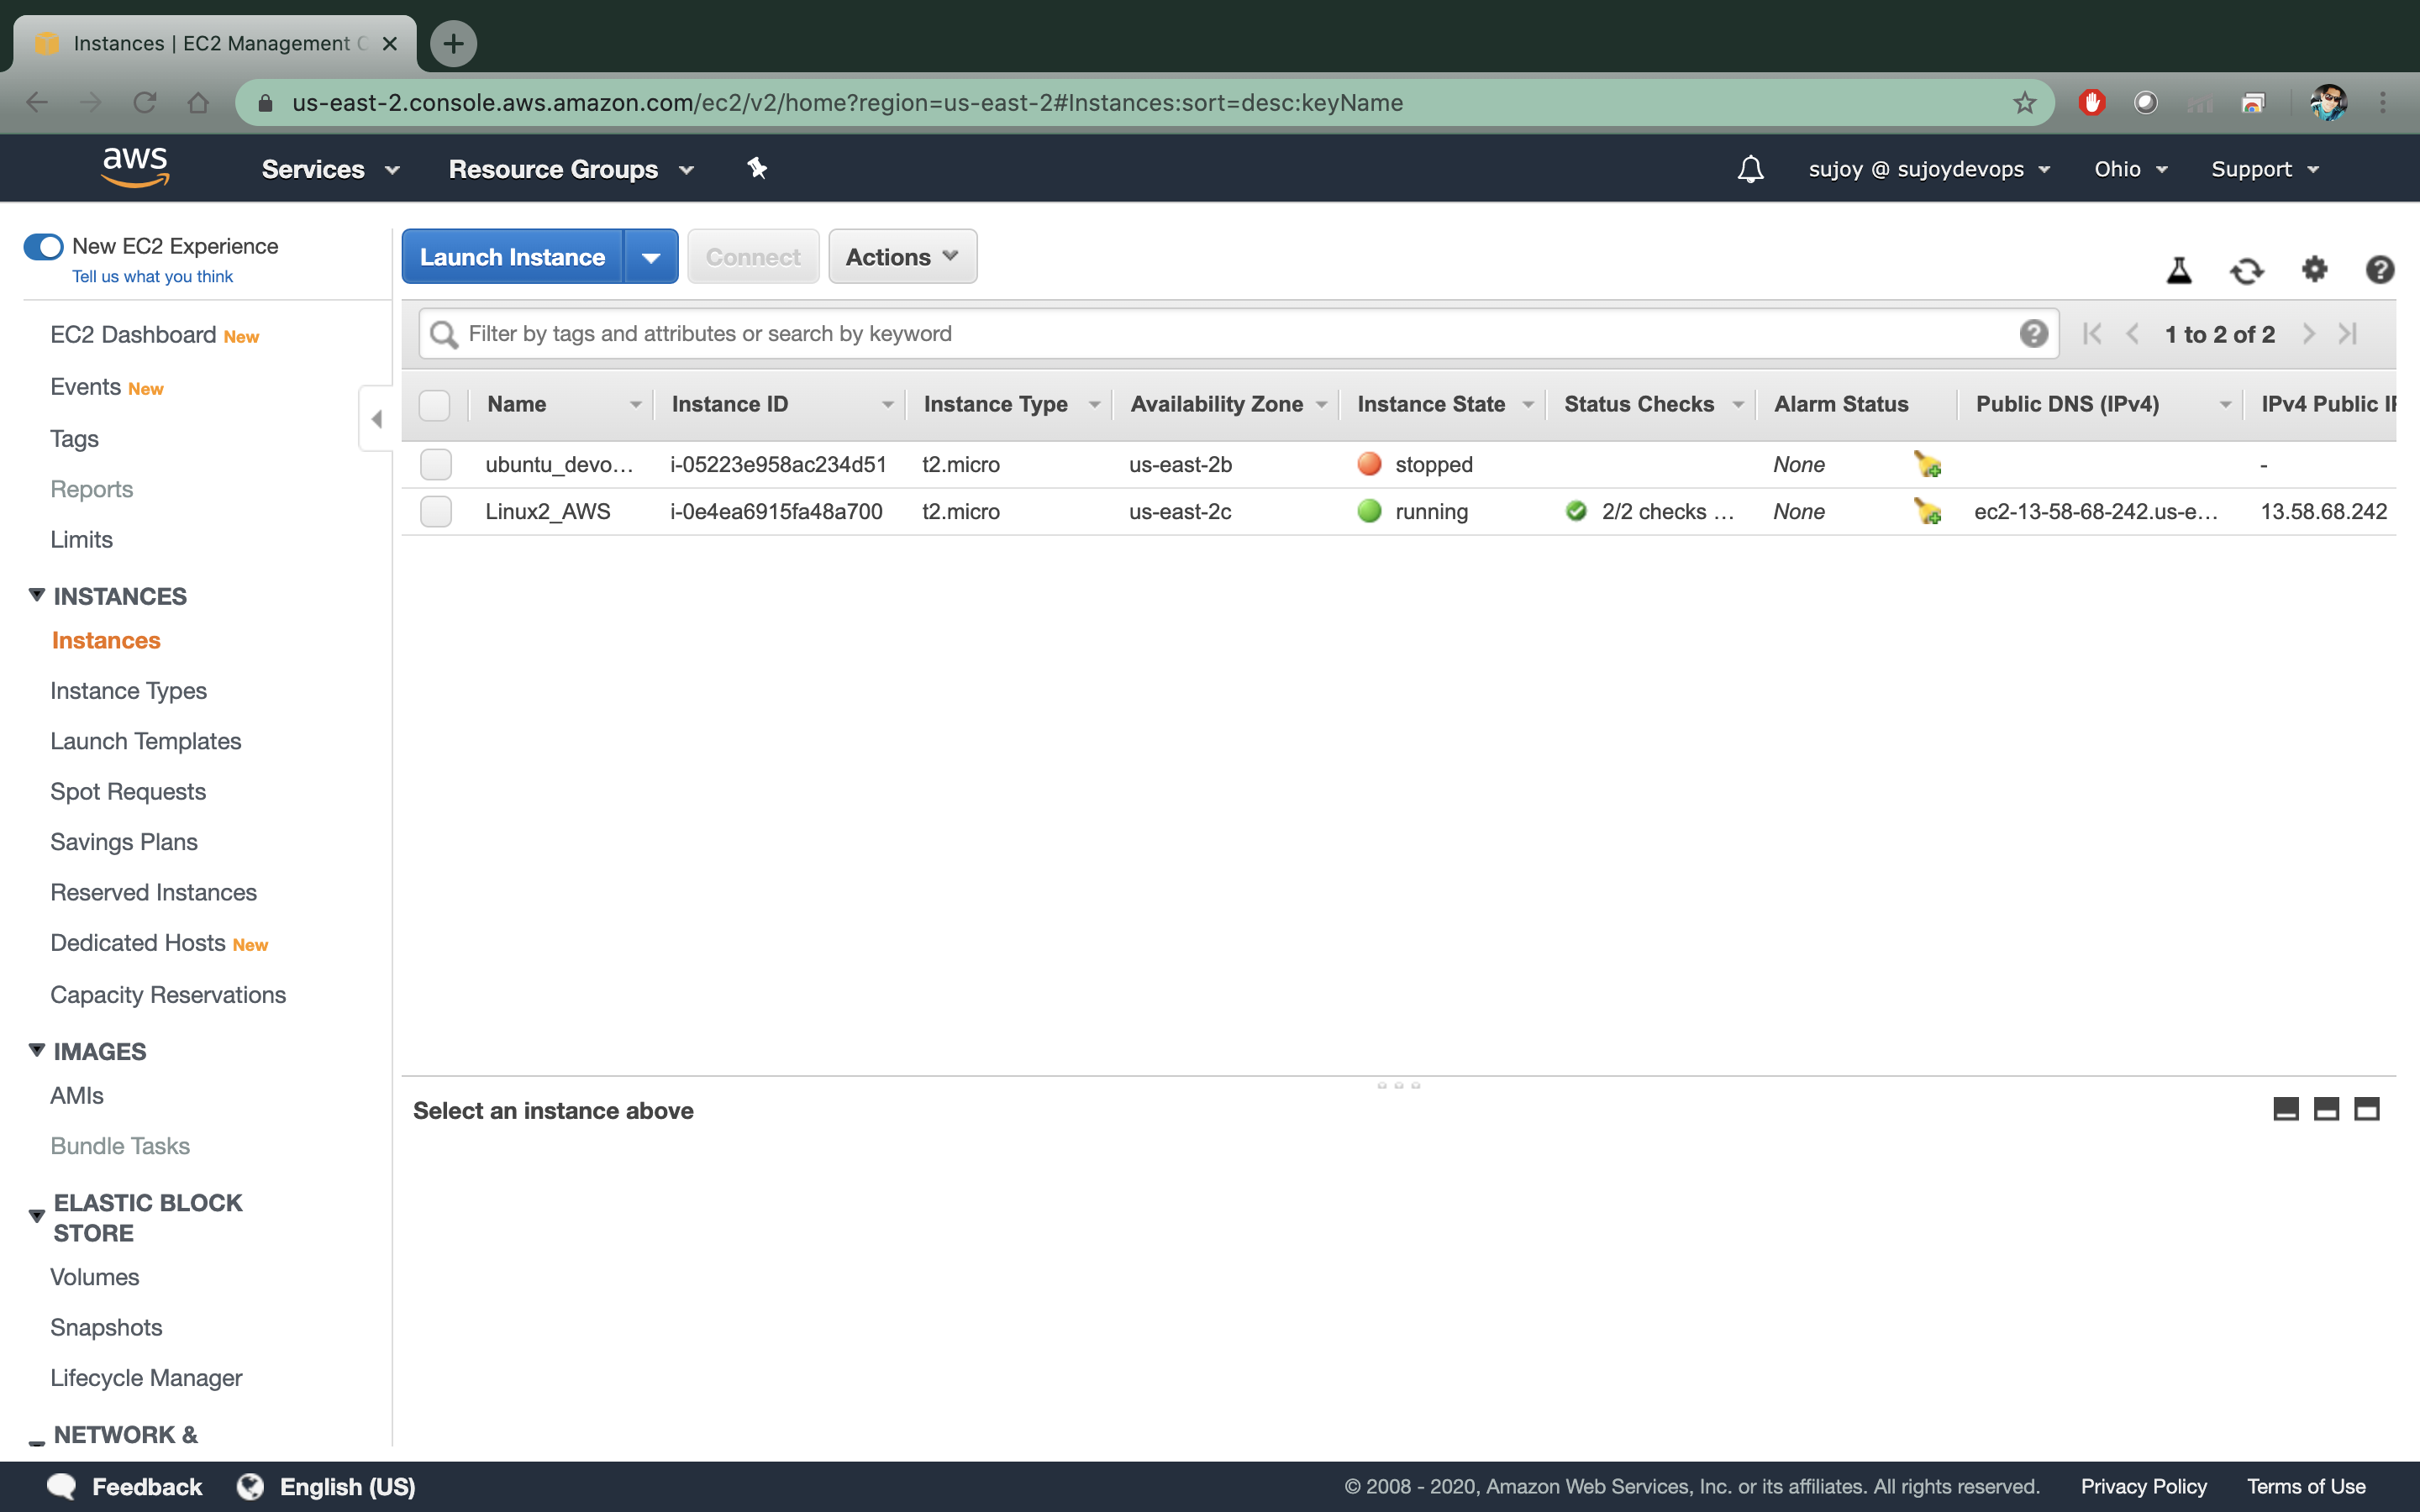 Instances | EC2 Management C
us-east-2.console.aws.amazon.com/ec2/v2/home?region=us-east-2#Instances:sort=desc:keyName
aws Services Resource Groups sujoy @ sujoydevops Ohio Support
New EC2 Experience
Tell us what you think
EC2 Dashboard New
Events New
Tags
Reports
Limits
INSTANCES
Instances
Instance Types
Launch Templates
Spot Requests
Savings Plans
Reserved Instances
Dedicated Hosts New
Capacity Reservations
IMAGES
AMIs
Bundle Tasks
ELASTIC BLOCK
STORE
Volumes
Snapshots
Lifecycle Manager
NETWORK &
Launch Instance Connect Actions
Filter by tags and attributes or search by keyword 1 to 2 of 2
Name Instance ID Instance Type Availability Zone Instance State Status Checks Alarm Status Public DNS (IPv4) IPv4 Public IP
ubuntu_devo... i-05223e958ac234d51 t2.micro us-east-2b stopped None -
Linux2_AWS i-0e4ea6915fa48a700 t2.micro us-east-2c running 2/2 checks ... None ec2-13-58-68-242.us-e... 13.58.68.242
Select an instance above
Feedback English (US) © 2008 - 2020, Amazon Web Services, Inc. or its affiliates. All rights reserved. Privacy Policy Terms of Use